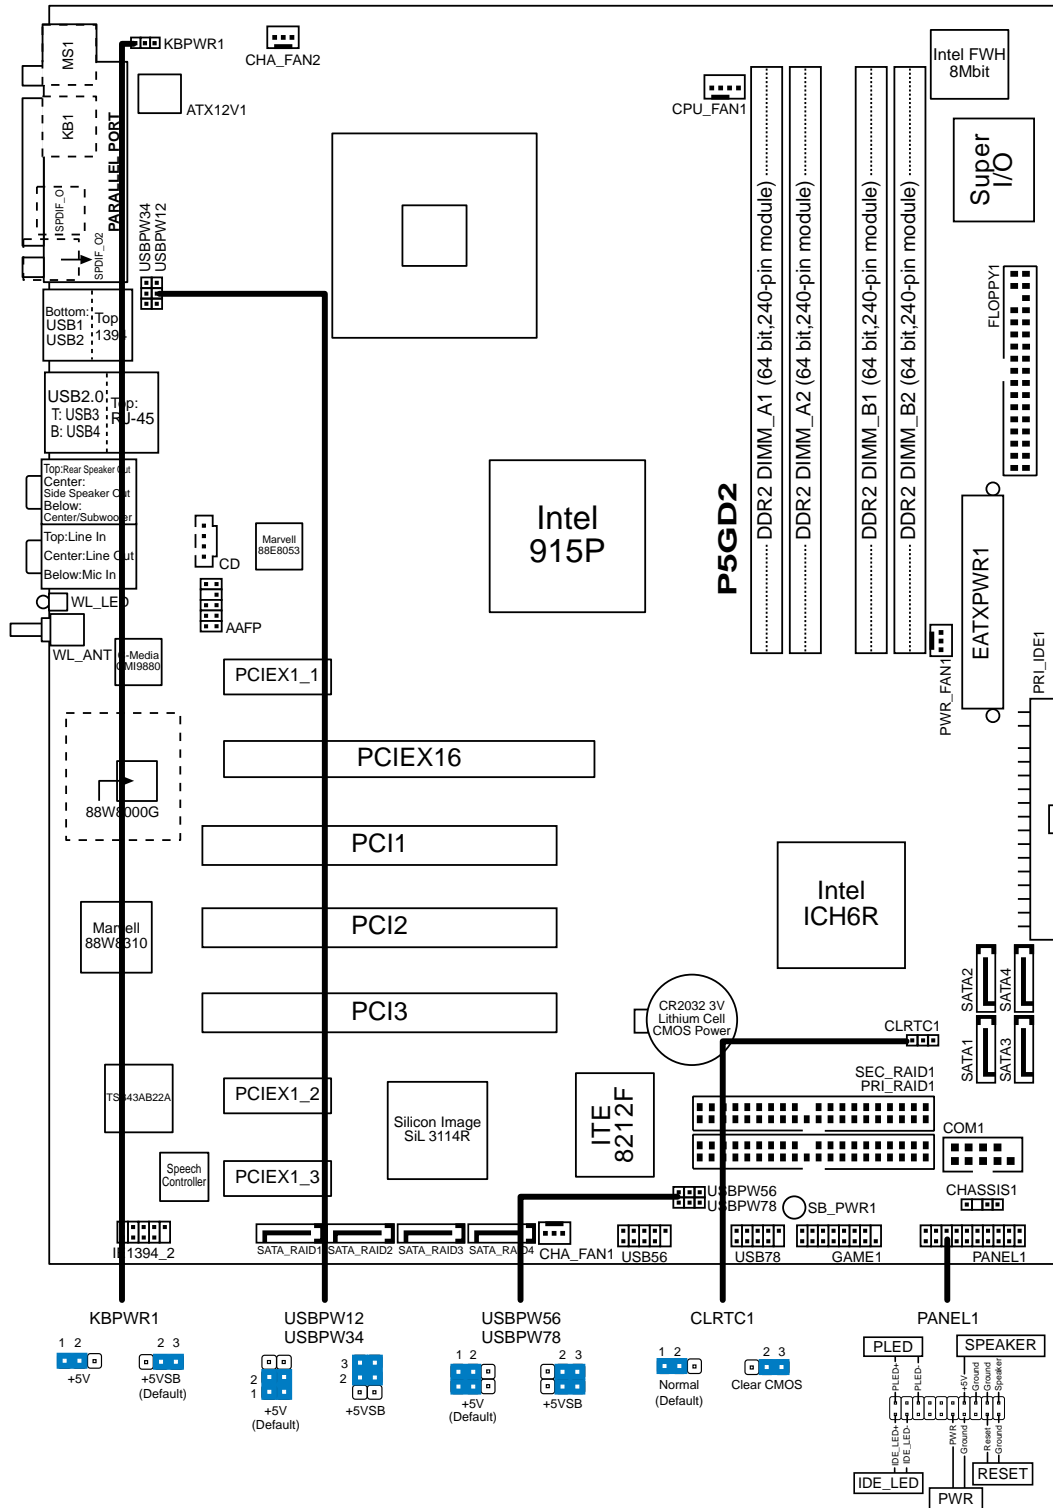 MS1
KBPWR1
CHA_FAN2
Intel FWH
8Mbit
KB1
ATX12V1
CPU_FAN1
PARALLEL PORT
Super
I/O
SPDIF_O1
SPDIF_O2
USBPW34
USBPW12
FLOPPY1
Bottom:
USB1
USB2
Top:
1394
DDR2 DIMM_A1 (64 bit,240-pin module)
DDR2 DIMM_A2 (64 bit,240-pin module)
DDR2 DIMM_B1 (64 bit,240-pin module)
DDR2 DIMM_B2 (64 bit,240-pin module)
USB2.0
T: USB3
B: USB4
Top:
RJ-45
Top:Rear Speaker Out
Center:
Side Speaker Out
Below:
Center/Subwoofer
Top:Line In
Center:Line Out
Below:Mic In
CD
Marvell
88E8053
Intel
915P
P5GD2
EATXPWR1
WL_LED
AAFP
WL_ANT
C-Media
CMI9880
PCIEX1_1
PWR_FAN1
PRI_IDE1
PCIEX16
88W8000G
PCI1
Marvell
88W8310
PCI2
Intel
ICH6R
PCI3
CR2032 3V
Lithium Cell
CMOS Power
SATA2
SATA4
CLRTC1
SATA1
SATA3
SEC_RAID1
PRI_RAID1
TSB43AB22A
PCIEX1_2
Silicon Image
SiL 3114R
ITE
8212F
COM1
Speech
Controller
PCIEX1_3
USBPW56
USBPW78
SB_PWR1
CHASSIS1
IE1394_2
SATA_RAID1
SATA_RAID2
SATA_RAID3
SATA_RAID4
CHA_FAN1
USB56
USB78
GAME1
PANEL1
KBPWR1
USBPW12
USBPW34
USBPW56
USBPW78
CLRTC1
PANEL1
1 2
+5V
2 3
+5VSB
(Default)
2
1
+5V
(Default)
3
2
+5VSB
1 2
+5V
(Default)
2 3
+5VSB
1 2
Normal
(Default)
2 3
Clear CMOS
PLED
SPEAKER
PLED+
PLED-
+5V
Ground
Ground
Speaker
IDE_LED+
IDE_LED-
PWR
Ground
Reset
Ground
IDE_LED
RESET
PWR